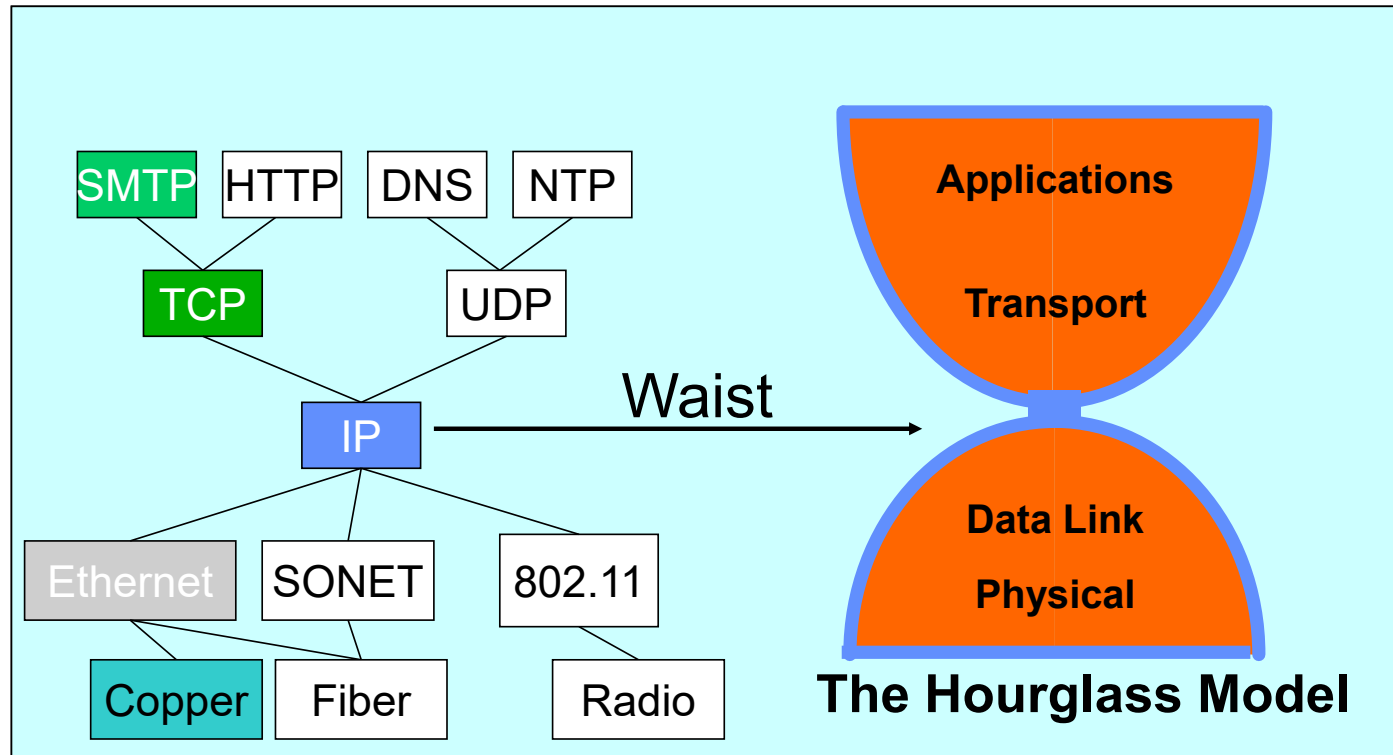 SMTP HTTP DNS NTP
TCP UDP
IP
Waist
Ethernet SONET 802.11
Copper Fiber Radio
Applications
Transport
Data Link
Physical
The Hourglass Model